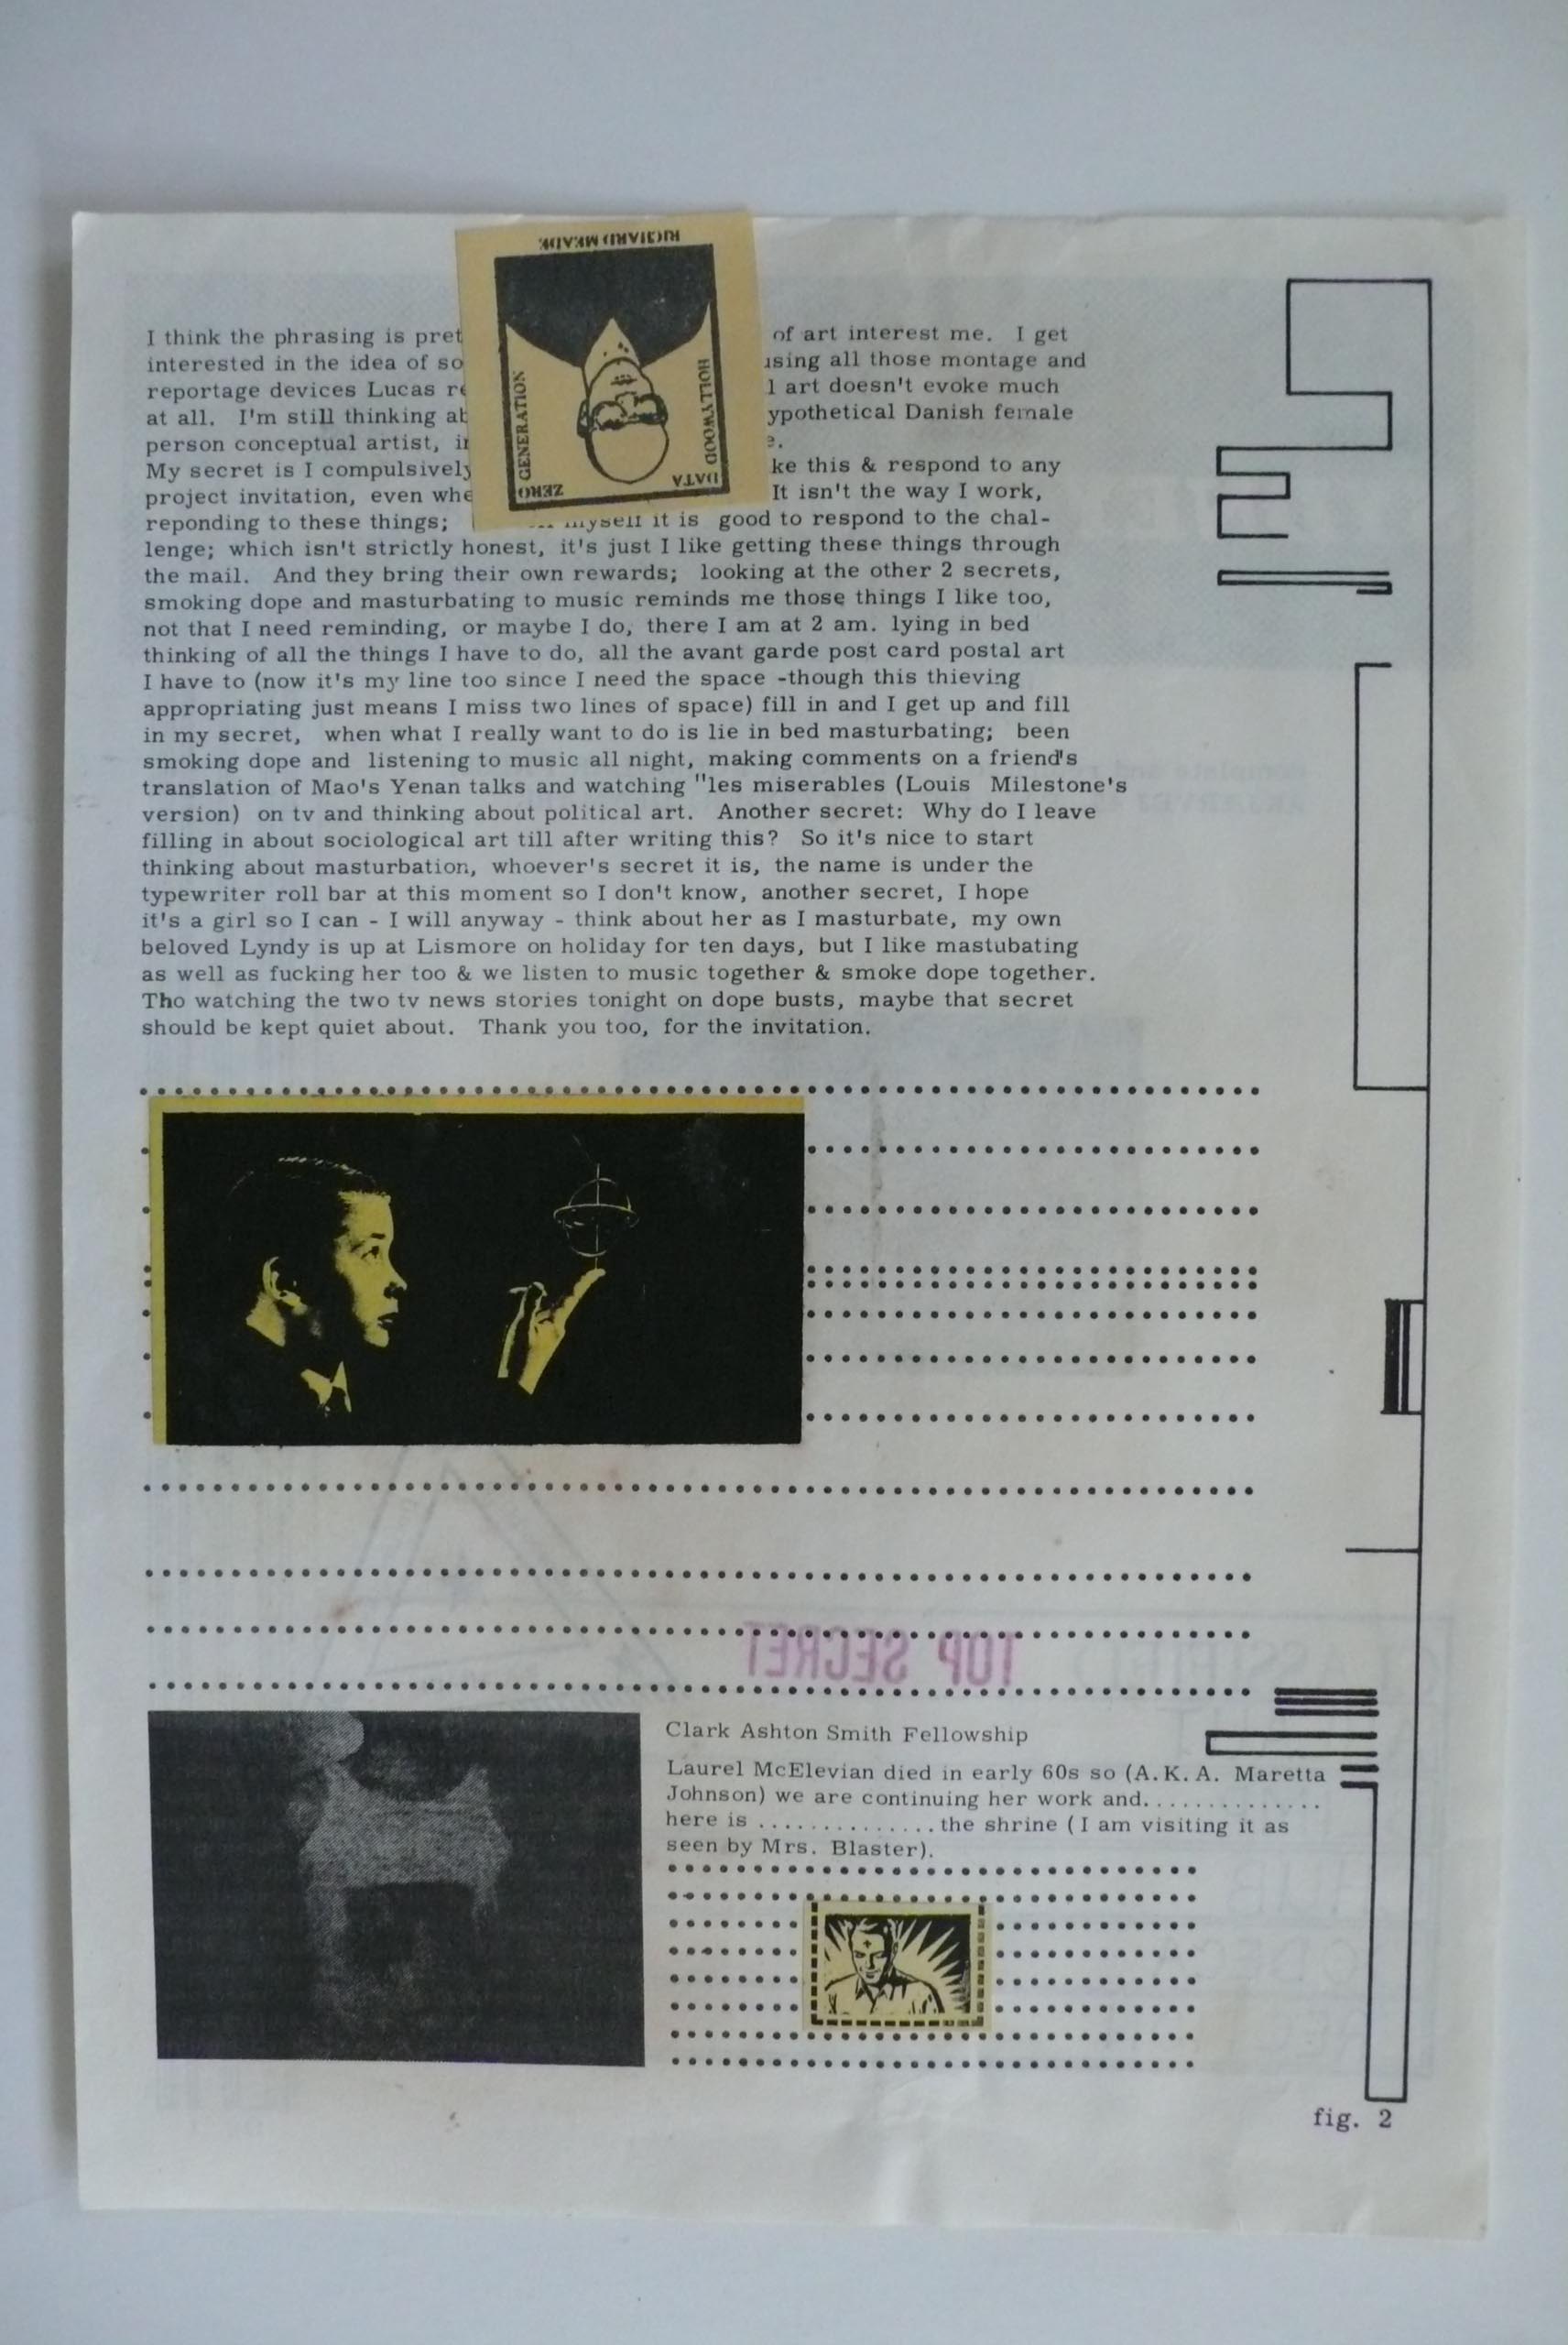 RICHARD MEADE
GENERATION
HOLLYWOOD
ZERO
DATA
I think the phrasing is pret of art interest me.  I get
interested in the idea of so using all those montage and
reportage devices Lucas re l art doesn't evoke much
at all.  I'm still thinking ab ypothetical Danish female
person conceptual artist, in e.
My secret is I compulsively ke this & respond to any
project invitation, even whe It isn't the way I work,
reponding to these things; myself it is  good to respond to the chal-
lenge; which isn't strictly honest, it's just I like getting these things through
the mail.  And they bring their own rewards;  looking at the other 2 secrets,
smoking dope and masturbating to music reminds me those things I like too,
not that I need reminding, or maybe I do, there I am at 2 am. lying in bed
thinking of all the things I have to do, all the avant garde post card postal art
I have to (now it's my line too since I need the space -though this thieving
appropriating just means I miss two lines of space) fill in and I get up and fill
in my secret,  when what I really want to do is lie in bed masturbating;  been
smoking dope and  listening to music all night, making comments on a friend's
translation of Mao's Yenan talks and watching "les miserables (Louis  Milestone's
version)  on tv and thinking about political art.  Another secret:  Why do I leave
filling in about sociological art till after writing this?  So it's nice to start
thinking about masturbation, whoever's secret it is, the name is under the
typewriter roll bar at this moment so I don't know, another secret, I hope
it's a girl so I can - I will anyway - think about her as I masturbate, my own
beloved Lyndy is up at Lismore on holiday for ten days, but I like mastubating
as well as fucking her too & we listen to music together & smoke dope together.
Tho watching the two tv news stories tonight on dope busts, maybe that secret
should be kept quiet about.  Thank you too, for the invitation.
TOP SECRET
Clark Ashton Smith Fellowship
Laurel McElevian died in early 60s so (A.K.A. Maretta
Johnson) we are continuing her work and..............
here is ..............the shrine (I am visiting it as
seen by Mrs. Blaster).
fig. 2